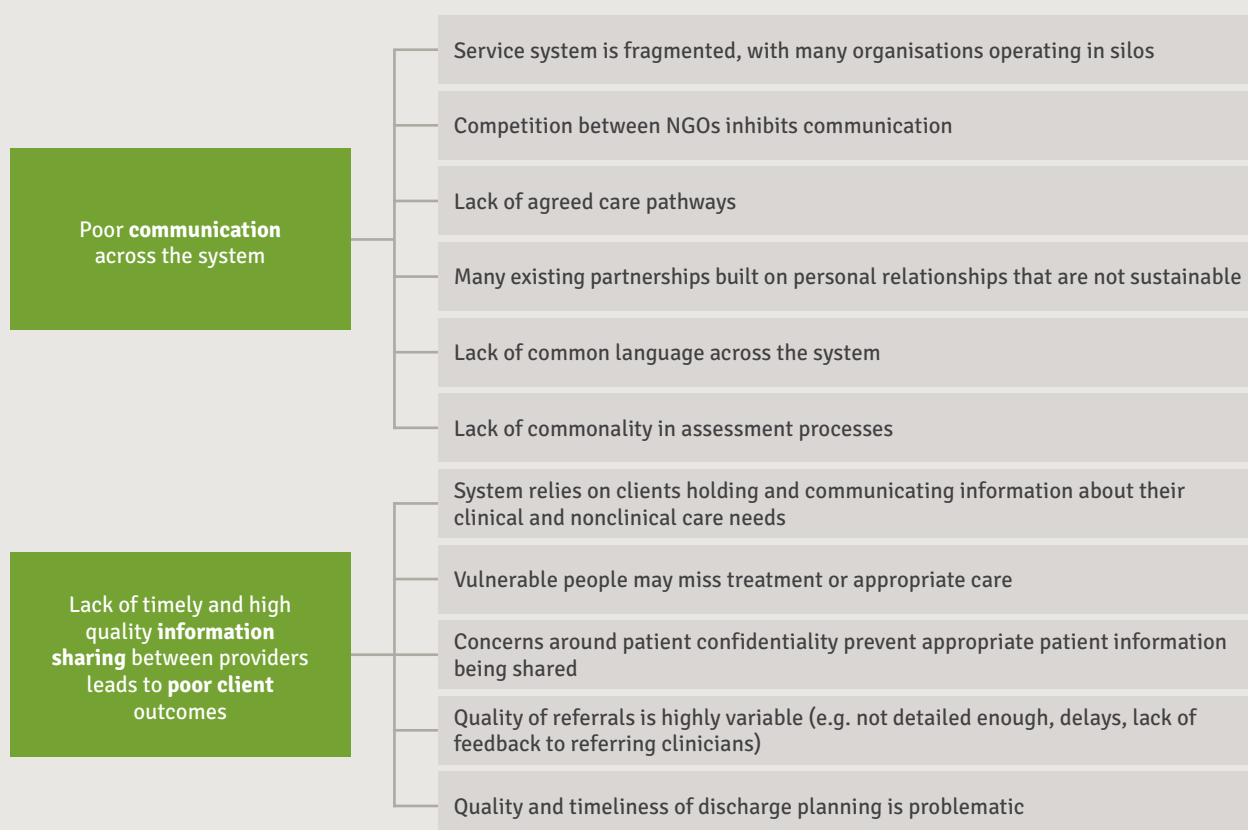 Poor communication
across the system
Service system is fragmented, with many organisations operating in silos
Competition between NGOs inhibits communication
Lack of agreed care pathways
Many existing partnerships built on personal relationships that are not sustainable
Lack of common language across the system
Lack of commonality in assessment processes
Lack of timely and high
quality information
sharing between providers
leads to poor client
outcomes
System relies on clients holding and communicating information about their
clinical and nonclinical care needs
Vulnerable people may miss treatment or appropriate care
Concerns around patient confidentiality prevent appropriate patient information
being shared
Quality of referrals is highly variable (e.g. not detailed enough, delays, lack of
feedback to referring clinicians)
Quality and timeliness of discharge planning is problematic